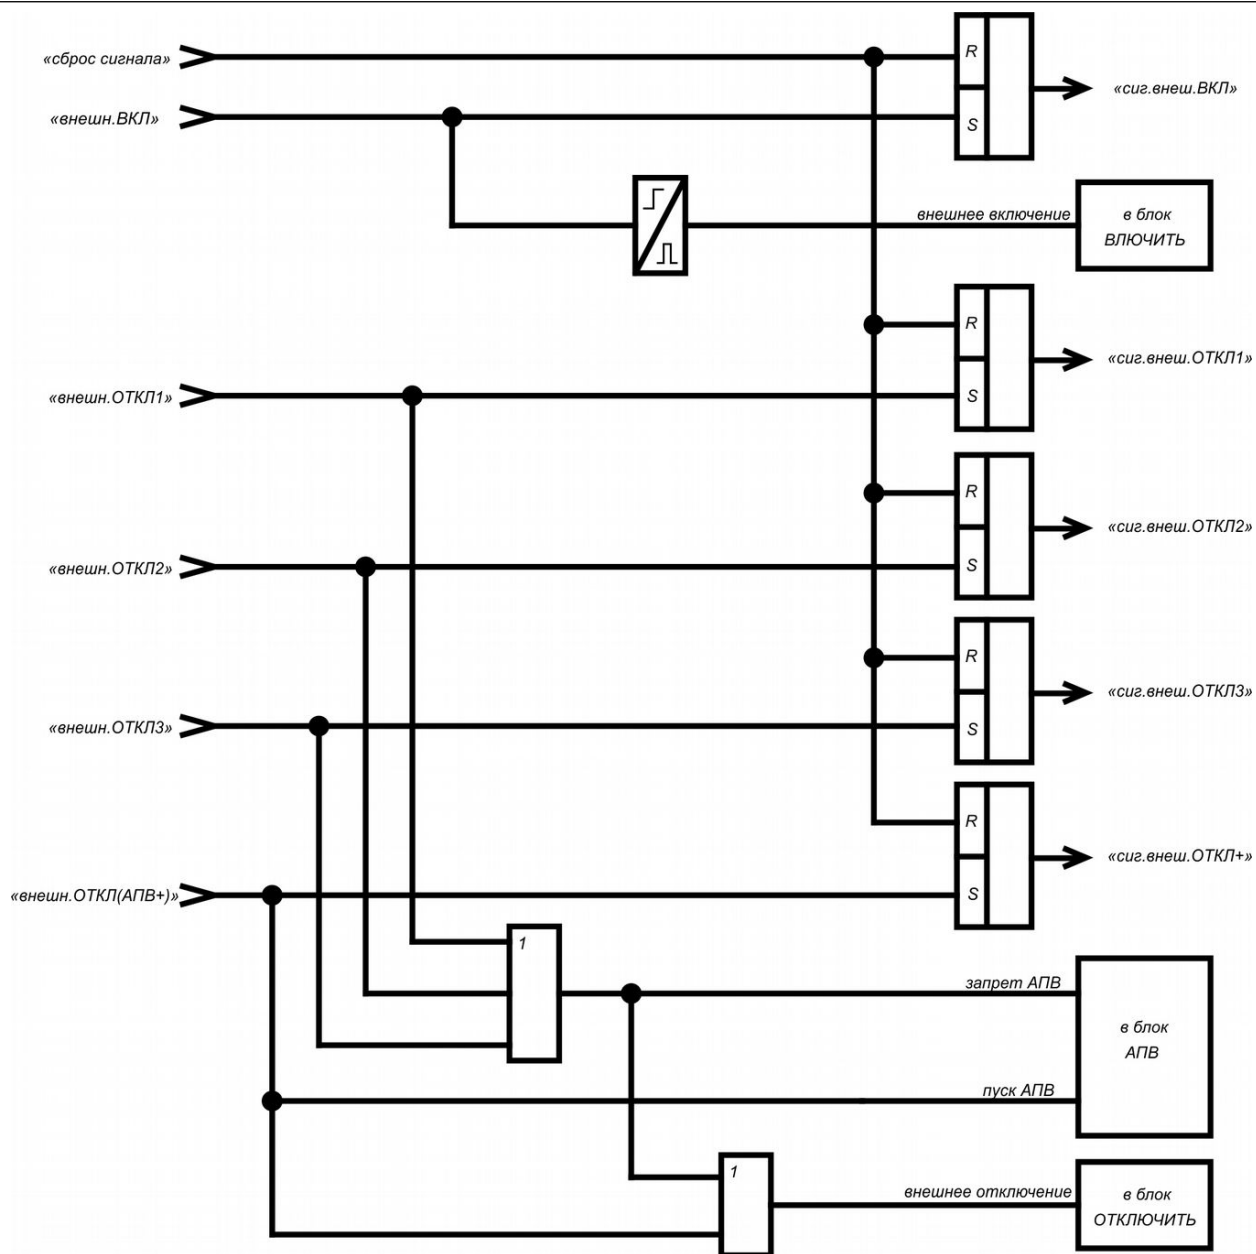 «сброс сигнала»
R
«сиг.внеш.ВКЛ»
«внешн.ВКЛ»
S
внешнее включение
в блок
ВЛЮЧИТЬ
R
«сиг.внеш.ОТКЛ1»
«внешн.ОТКЛ1»
S
R
«сиг.внеш.ОТКЛ2»
«внешн.ОТКЛ2»
S
R
«сиг.внеш.ОТКЛ3»
«внешн.ОТКЛ3»
S
R
«сиг.внеш.ОТКЛ+»
«внешн.ОТКЛ(АПВ+)»
S
1
запрет АПВ
в блок
АПВ
пуск АПВ
1
внешнее отключение
в блок
ОТКЛЮЧИТЬ